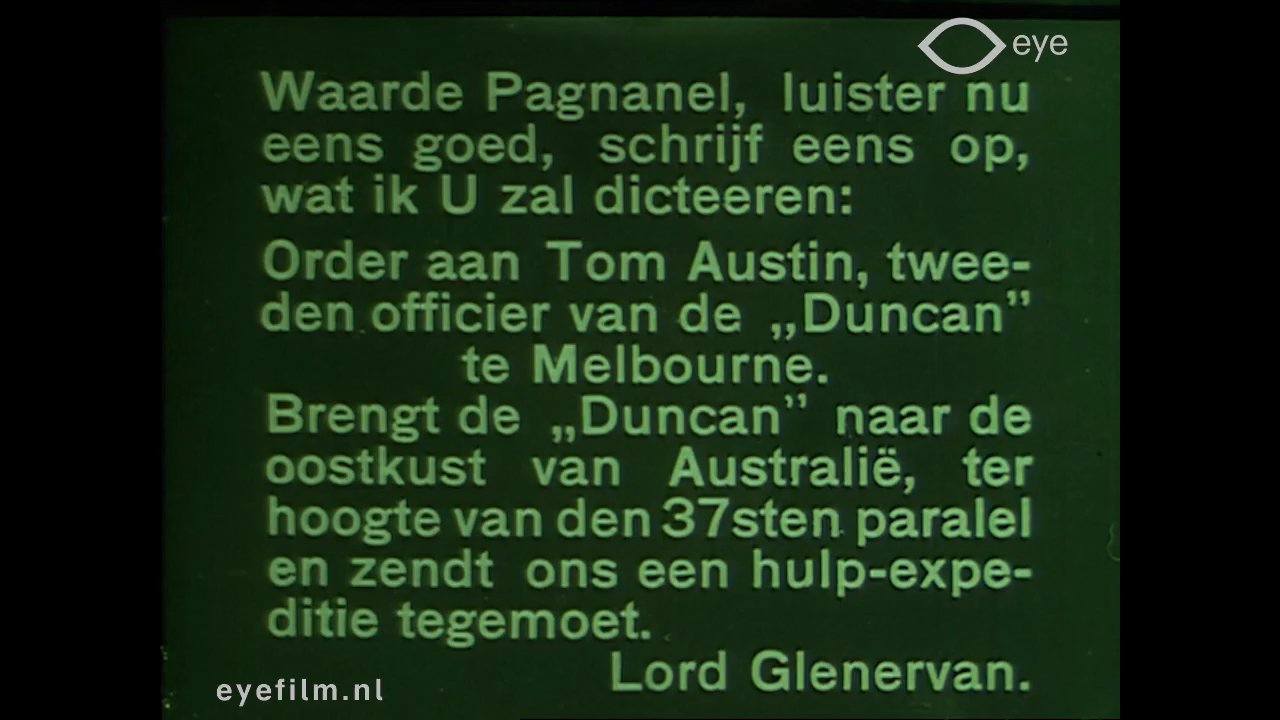 eye
Waarde Pagnanel, luister nu
eens goed, schrijf eens op,
wat ik U zal dicteeren:
Order aan Tom Austin, twee-
den officier van de „Duncan”
te Melbourne.
Brengt de „Duncan” naar de
oostkust van Australië, ter
hoogte van den 37sten paralel
en zendt ons een hulp-expe-
ditie tegemoet.
Lord Glenervan.
eyefilm.nl